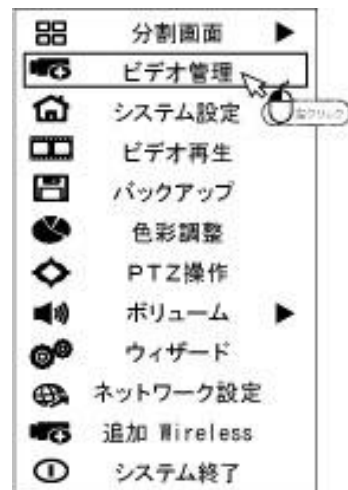 分割画面
ビデオ管理
システム設定
ビデオ再生
バックアップ
色彩調整
PTZ操作
ボリューム
ウィザード
ネットワーク設定
追加 Wireless
システム終了